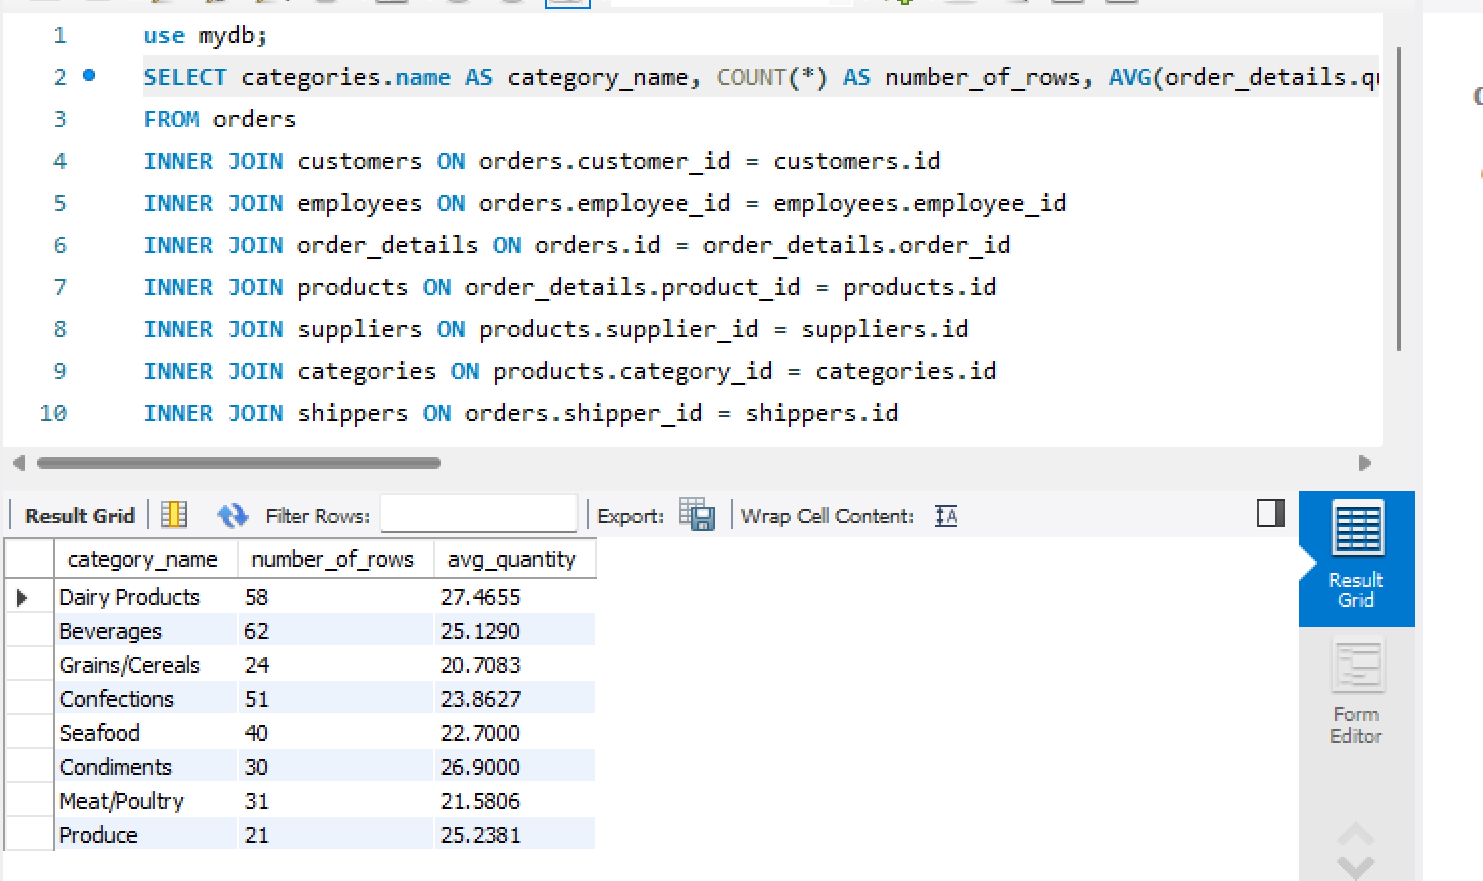 1 use mydb;
2 SELECT categories.name AS category_name, COUNT(*) AS number_of_rows, AVG(order_details.q
3 FROM orders
4 INNER JOIN customers ON orders.customer_id = customers.id
5 INNER JOIN employees ON orders.employee_id = employees.employee_id
6 INNER JOIN order_details ON orders.id = order_details.order_id
7 INNER JOIN products ON order_details.product_id = products.id
8 INNER JOIN suppliers ON products.supplier_id = suppliers.id
9 INNER JOIN categories ON products.category_id = categories.id
10 INNER JOIN shippers ON orders.shipper_id = shippers.id
Result Grid Filter Rows: Export: Wrap Cell Content: IA
category_name number_of_rows avg_quantity
Dairy Products 58 27.4655
Beverages 62 25.1290
Grains/Cereals 24 20.7083
Confections 51 23.8627
Seafood 40 22.7000
Condiments 30 26.9000
Meat/Poultry 31 21.5806
Produce 21 25.2381
Result
Grid
Form
Editor